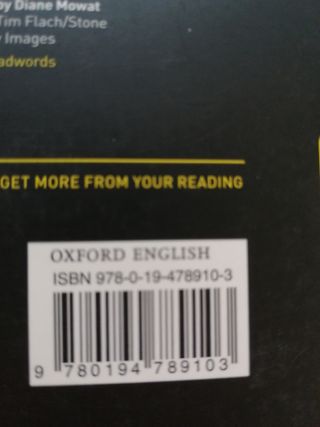 by Diane Mowat
Tim Flach/Stone
Images
adwords
GET MORE FROM YOUR READING
OXFORD ENGLISH
ISBN 978-0-19-478910-3
9 780194 789103